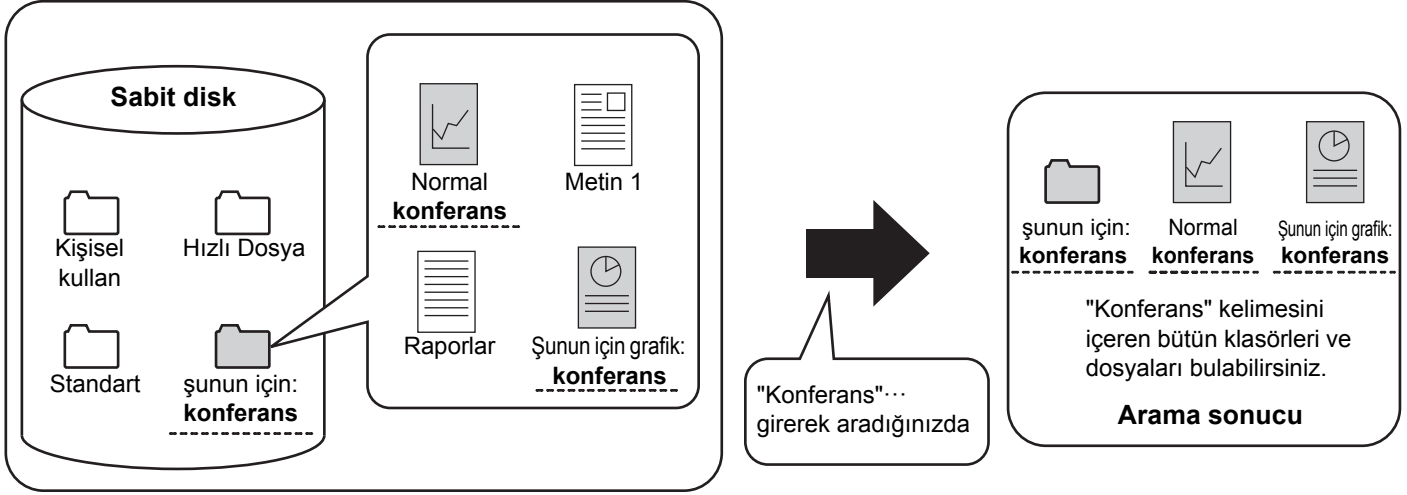 Sabit disk
Kişisel
kullan
Hızlı Dosya
Standart
şunun için:
konferans
Normal
konferans
Metin 1
Raporlar
Şunun için grafik:
konferans
"Konferans"···
girerek aradığınızda
şunun için:
konferans
Normal
konferans
Şunun için grafik:
konferans
"Konferans" kelimesini
içeren bütün klasörleri ve
dosyaları bulabilirsiniz.
Arama sonucu